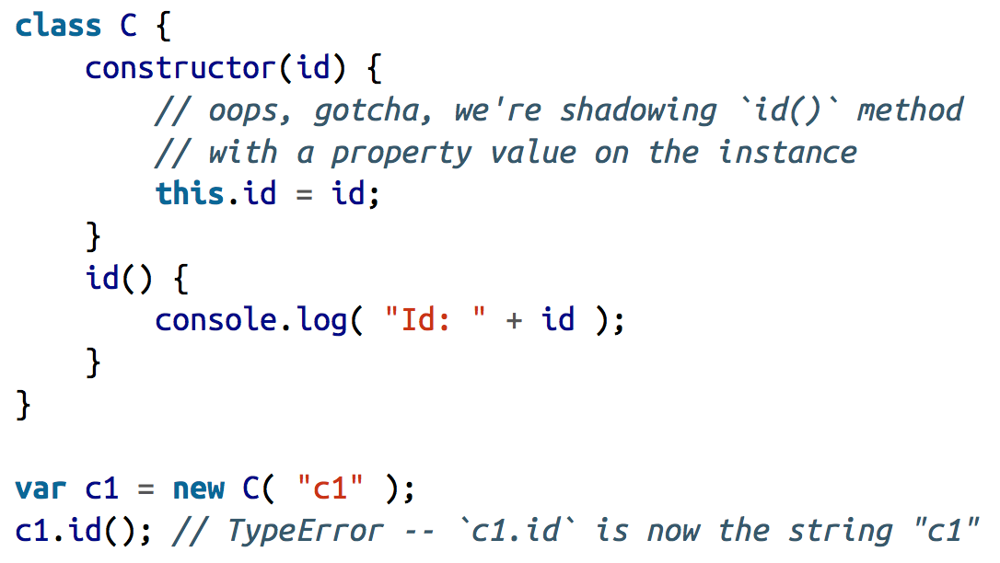 class C {
    constructor(id) {
        // oops, gotcha, we're shadowing `id()` method
        // with a property value on the instance
        this.id = id;
    }
    id() {
        console.log( "Id: " + id );
    }
}

var c1 = new C( "c1" );
c1.id(); // TypeError -- `c1.id` is now the string "c1"